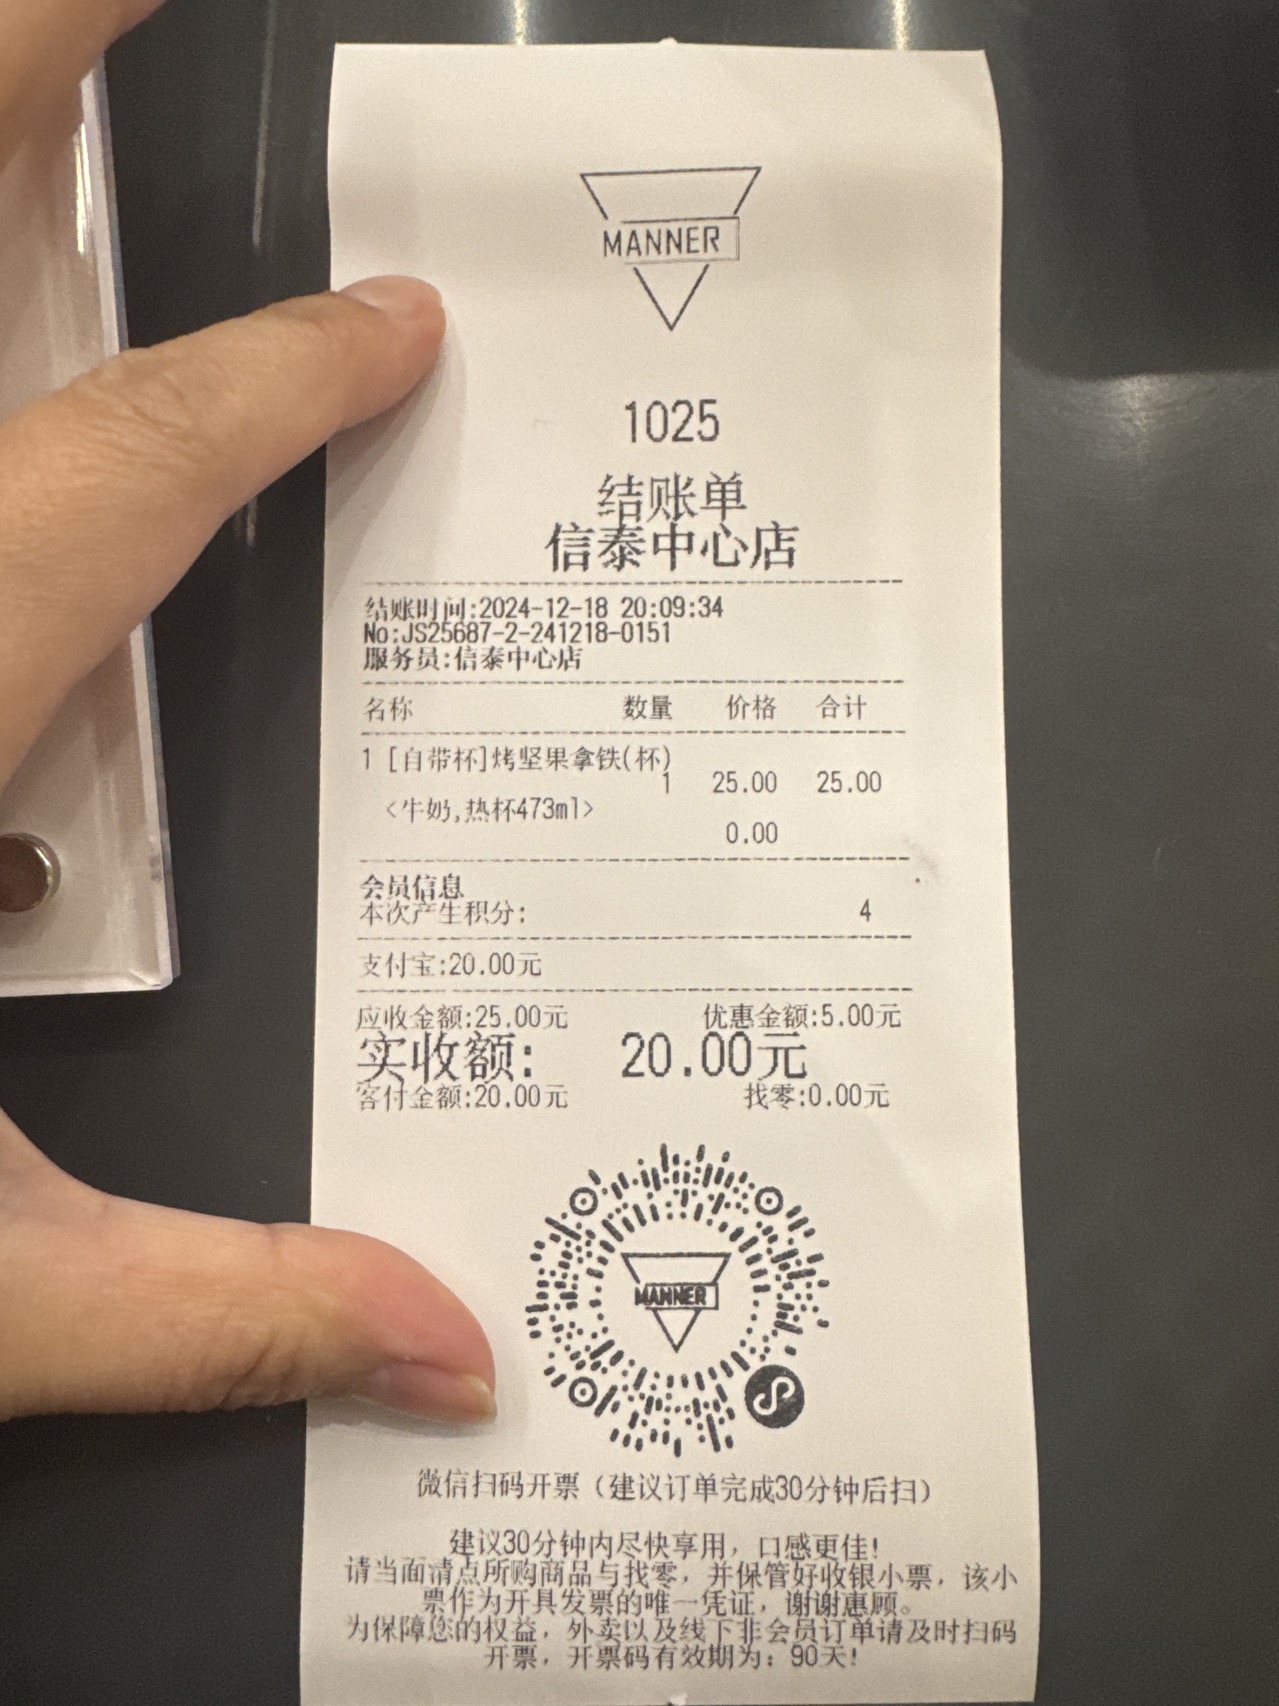 MANNER
1025
结账单
信泰中心店
结账时间:2024-12-18 20:09:34
No:JS25687-2-241218-0151
服务员:信泰中心店
名称 数量 价格 合计
1 [自带杯]烤坚果拿铁(杯)
1 25.00 25.00
<牛奶,热杯473ml>
0.00
会员信息
本次产生积分: 4
支付宝:20.00元
应收金额:25.00元 优惠金额:5.00元
实收额: 20.00元
客付金额:20.00元 找零:0.00元
MANNER
微信扫码开票（建议订单完成30分钟后扫）
建议30分钟内尽快享用，口感更佳!
请当面清点所购商品与找零，并保管好收银小票，该小
票作为开具发票的唯一凭证，谢谢惠顾。
为保障您的权益，外卖以及线下非会员订单请及时扫码
开票，开票码有效期为：90天!